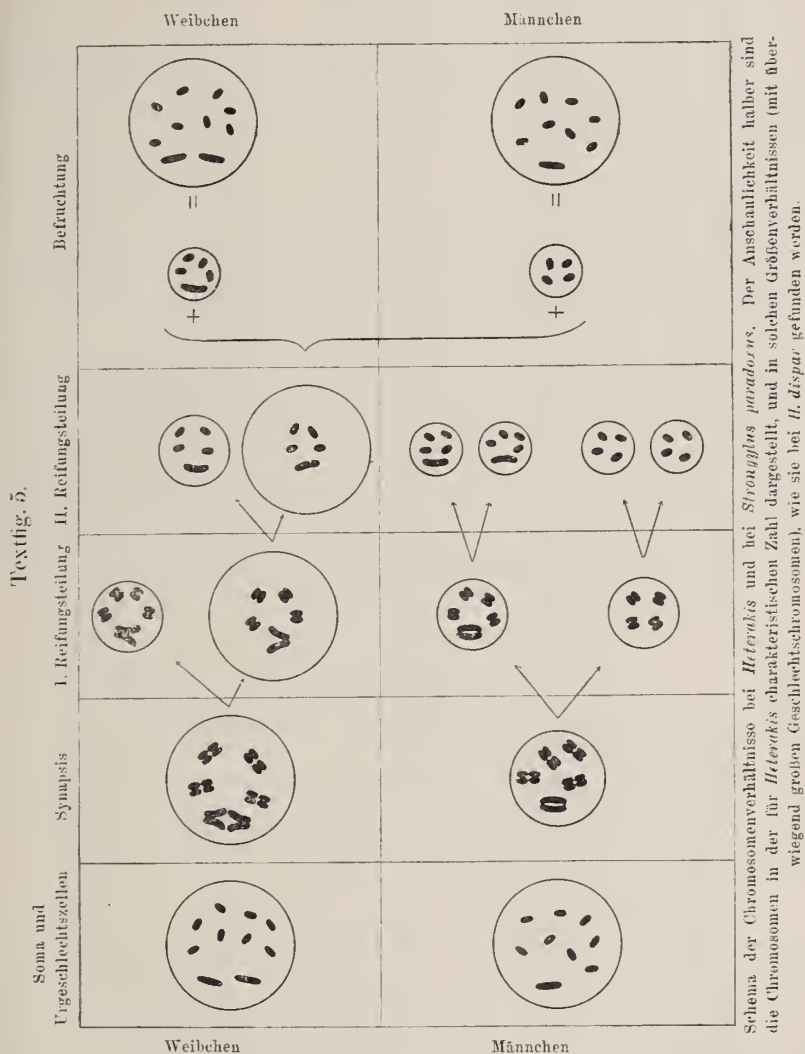 Textfig. 5.
Weibchen
Männchen
Soma und
Urgeschlechtszellen
Synapsis
I. Reifungsteilung
II. Reifungsteilung
Befruchtung
+
=
+
=
Weibchen
Männchen
Schema der Chromosomenverhältnisse bei Heterakis und bei Strongylus paradoxus. Der Anschaulichkeit halber sind
die Chromosomen in der für Heterakis charakteristischen Zahl dargestellt, und in solchen Größenverhältnissen (mit über-
wiegend großen Geschlechtschromosomen), wie sie bei H. dispar gefunden werden.